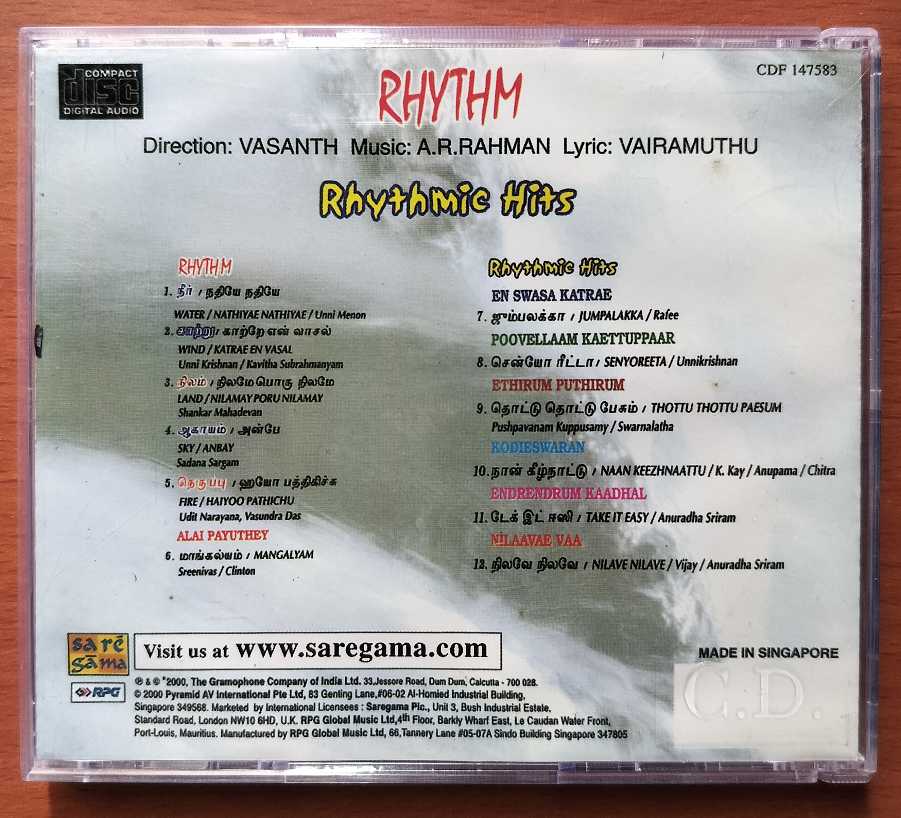 COMPACT
disc
DIGITAL AUDIO
RHYTHM
CDF 147583
Direction: VASANTH Music: A.R.RAHMAN Lyric: VAIRAMUTHU
Rhythmic Hits
RHYTHM
1. நீர் / நதியே நதியே
WATER / NATHIYAE NATHIYAE / Unni Menon
2. காற்று / காற்றே என் வாசல்
WIND / KATRAE EN VASAL
Unni Krishnan / Kavitha Subrahmanyam
3. நிலம் / நிலமே பொரு நிலமே
LAND / NILAMAY PORU NILAMAY
Shankar Mahadevan
4. ஆகாயம் / அன்பே
SKY / ANBAY
Sadana Sargam
5. நெருப்பு / ஹயோ பத்திகிச்சு
FIRE / HAIYOO PATHICHU
Udit Narayana, Vasundra Das
ALAI PAYUTHEY
6. மாங்கல்யம் / MANGALYAM
Sreenivas / Clinton
Rhythmic Hits
EN SWASA KATRAE
7. ஜும்பலக்கா / JUMPALAKKA / Rafee
POOVELLAAM KAETTUPPAAR
8. சென்யோ ரீட்டா / SENYOREETA / Unnikrishnan
ETHIRUM PUTHIRUM
9. தொட்டு தொட்டு பேசும் / THOTTU THOTTU PAESUM
Pushpavanam Kuppusamy / Swarnalatha
KODIESWARAN
10. நான் கீழ்நாட்டு / NAAN KEEZHNAATTU / K. Kay / Anupama / Chitra
ENDRENDRUM KAADHAL
11. டேக் இட் ஈஸி / TAKE IT EASY / Anuradha Sriram
NILAAVAE VAA
12. நிலவே நிலவே / NILAVE NILAVE / Vijay / Anuradha Sriram
sa rē
gā ma
Visit us at www.saregama.com
MADE IN SINGAPORE
RPG
℗ & © *2000, The Gramophone Company of India Ltd. 33,Jessore Road, Dum Dum, Calcutta - 700 028.
© 2000 Pyramid AV International Pte Ltd, 83 Genting Lane,#06-02 Al-Homied Industrial Building,
Singapore 349568. Marketed by International Licensees : Saregama Plc., Unit 3, Bush Industrial Estate,
Standard Road, London NW10 6HD, U.K. RPG Global Music Ltd,4th Floor, Barkly Wharf East, Le Caudan Water Front,
Port-Louis, Mauritius. Manufactured by RPG Global Music Ltd, 66,Tannery Lane #05-07A Sindo Building Singapore 347805
C.D.